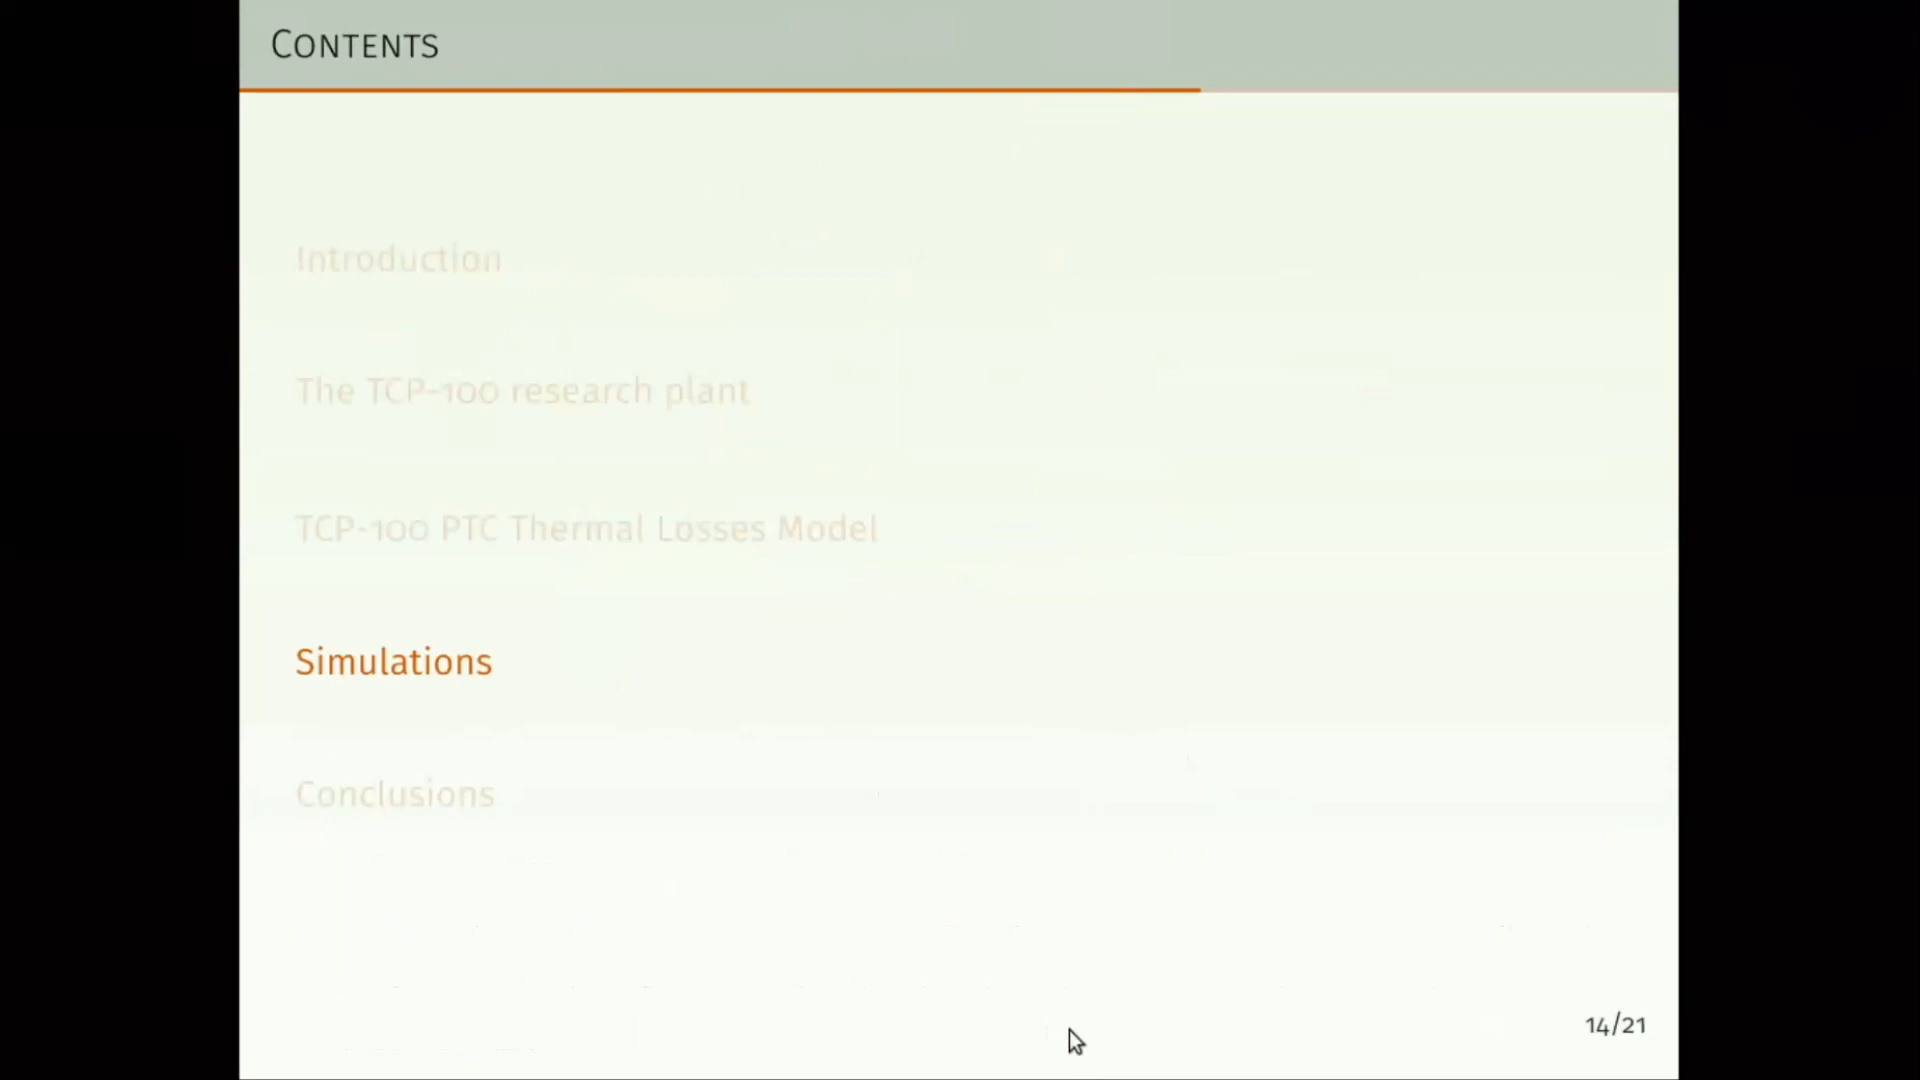 CONTENTS
Introduction
The TCP-100 research plant
TCP-100 PTC Thermal Losses Model
Simulations
Conclusions
14/21